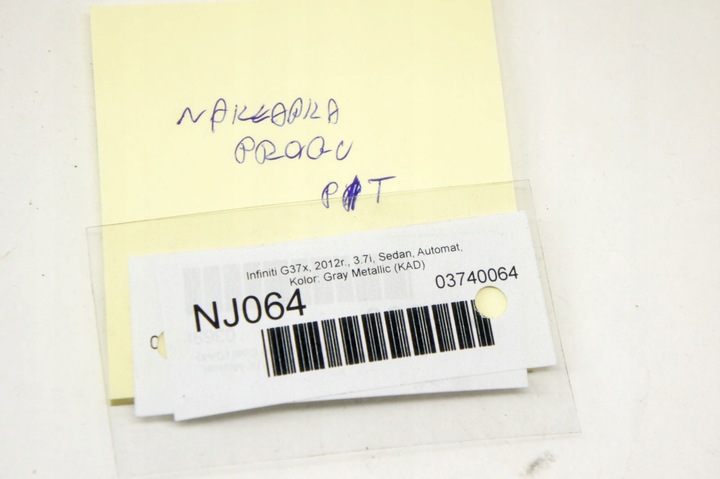 NAKŁADKA
PROGU
P T
Infiniti G37x, 2012r., 3.7i, Sedan, Automat,
Kolor: Gray Metallic (KAD)
NJ064
03740064